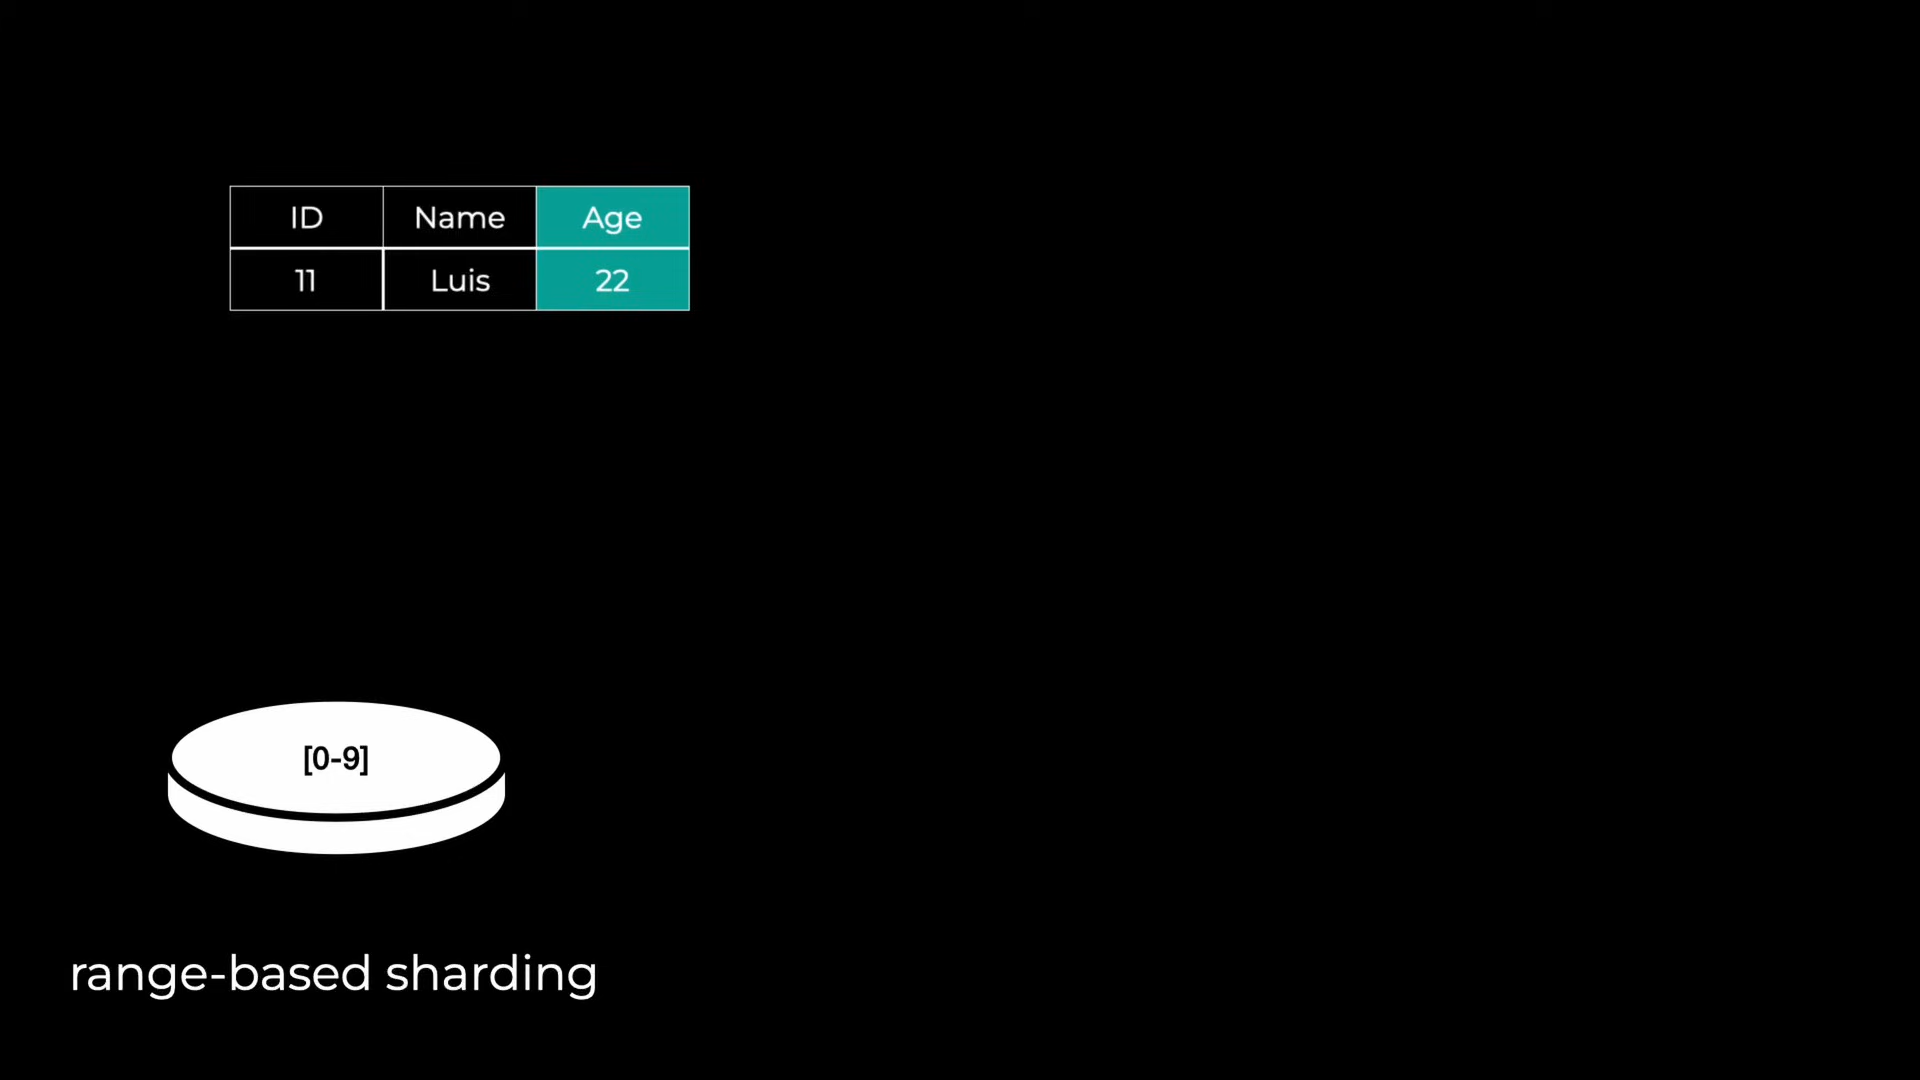 ID Name Age
11 Luis 22
[0-9]
range-based sharding